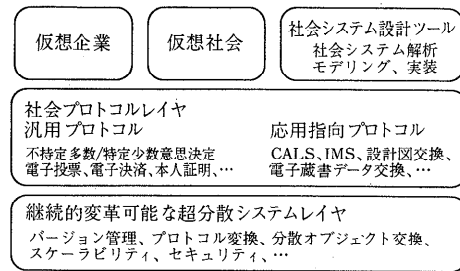 仮想企業
仮想社会
社会システム設計ツール
社会システム解析
モデリング、実装
社会プロトコルレイヤ
汎用プロトコル
不特定多数/特定少数意思決定
電子投票、電子決済、本人証明、…
応用指向プロトコル
CALS、IMS、設計図交換、
電子蔵書データ交換、…
継続的変革可能な超分散システムレイヤ
バージョン管理、プロトコル変換、分散オブジェクト交換、
スケーラビリティ、セキュリティ、…